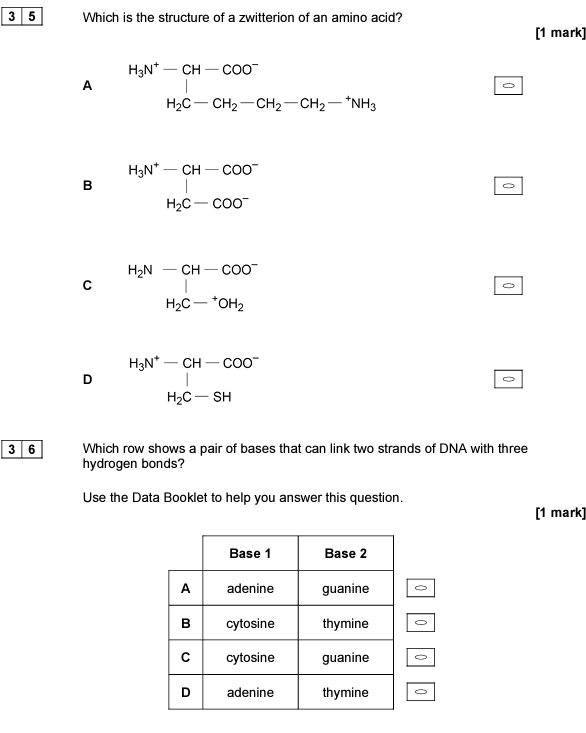 3 5 Which is the structure of a zwitterion of an amino acid?
[1 mark]
A
H₃N⁺ — CH — COO⁻
H₂C — CH₂ — CH₂ — CH₂ — ⁺NH₃
B
H₃N⁺ — CH — COO⁻
H₂C — COO⁻
C
H₂N — CH — COO⁻
H₂C — ⁺OH₂
D
H₃N⁺ — CH — COO⁻
H₂C — SH
3 6 Which row shows a pair of bases that can link two strands of DNA with three
hydrogen bonds?
Use the Data Booklet to help you answer this question.
[1 mark]
Base 1 Base 2
A adenine guanine
B cytosine thymine
C cytosine guanine
D adenine thymine